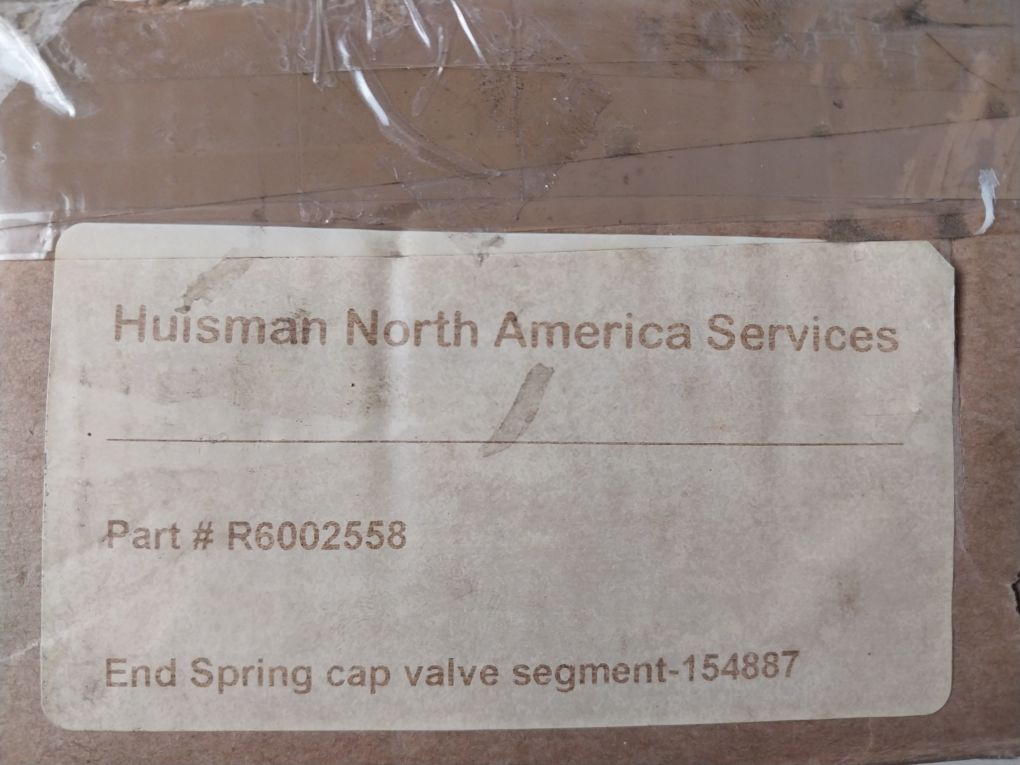 Huisman North America Services
Part # R6002558
End Spring cap valve segment-154887